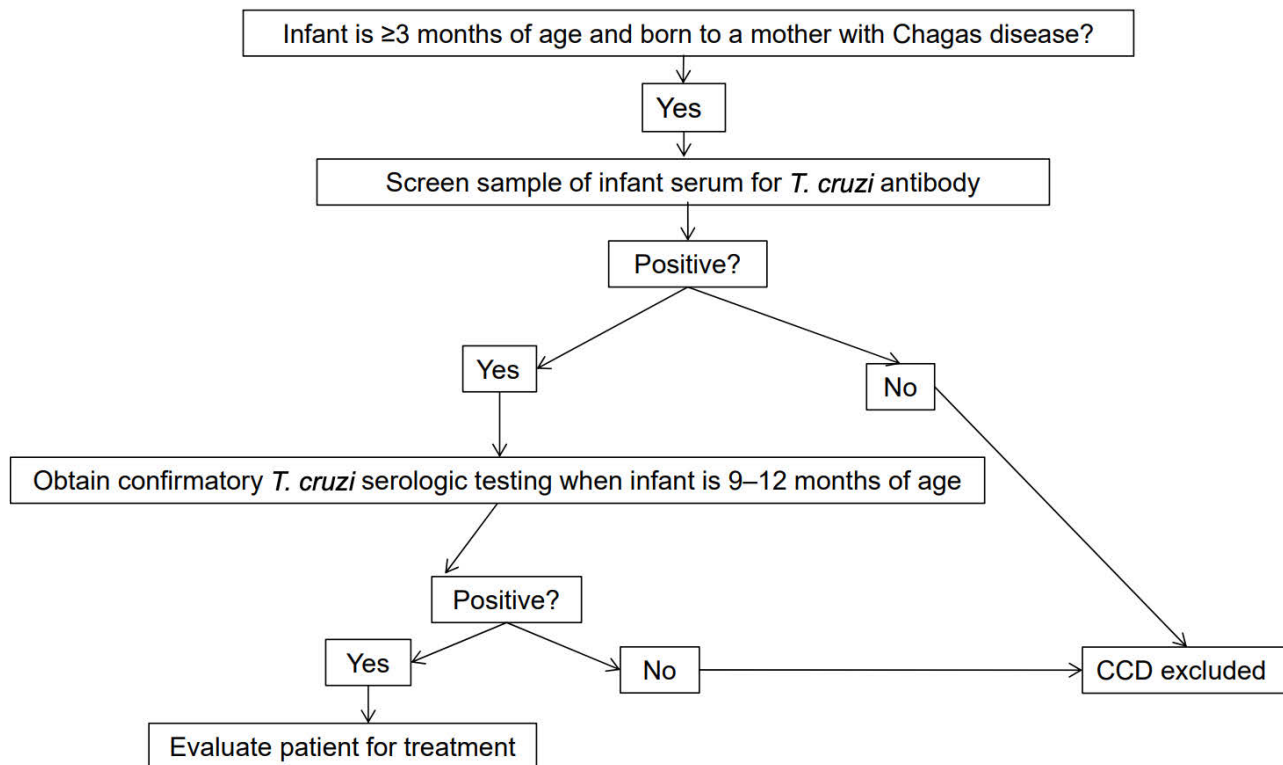 Infant is ≥3 months of age and born to a mother with Chagas disease?
Yes
Screen sample of infant serum for T. cruzi antibody
Positive?
Yes
No
Obtain confirmatory T. cruzi serologic testing when infant is 9–12 months of age
Positive?
Yes
No
CCD excluded
Evaluate patient for treatment